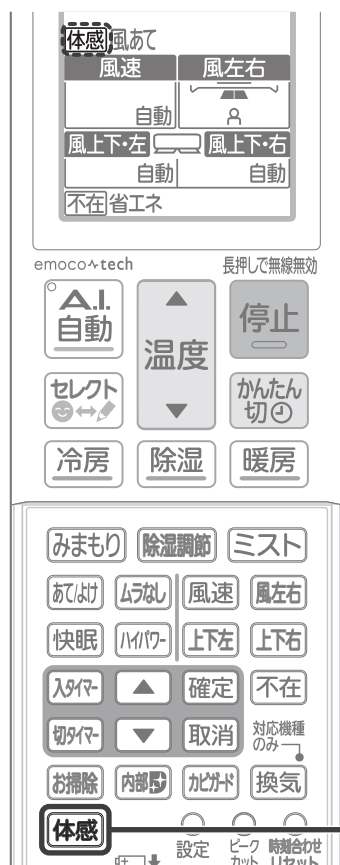 体感 風あて
風速 風左右
自動
風上下・左 風上下・右
自動 自動
不在 省エネ
emoco tech 長押しで無線無効
A.I.自動 温度 停止
セレクト かんたん切
冷房 除湿 暖房
みまもり 除湿調節 ミスト
あて/よけ ムラなし 風速 風左右
快眠 ハイパワー 上下左 上下右
入タイマー 確定 不在
切タイマー 取消 対応機種のみ
お掃除 内部 カビガード 換気
体感
設定 ピークカット 時刻合わせ
リセット